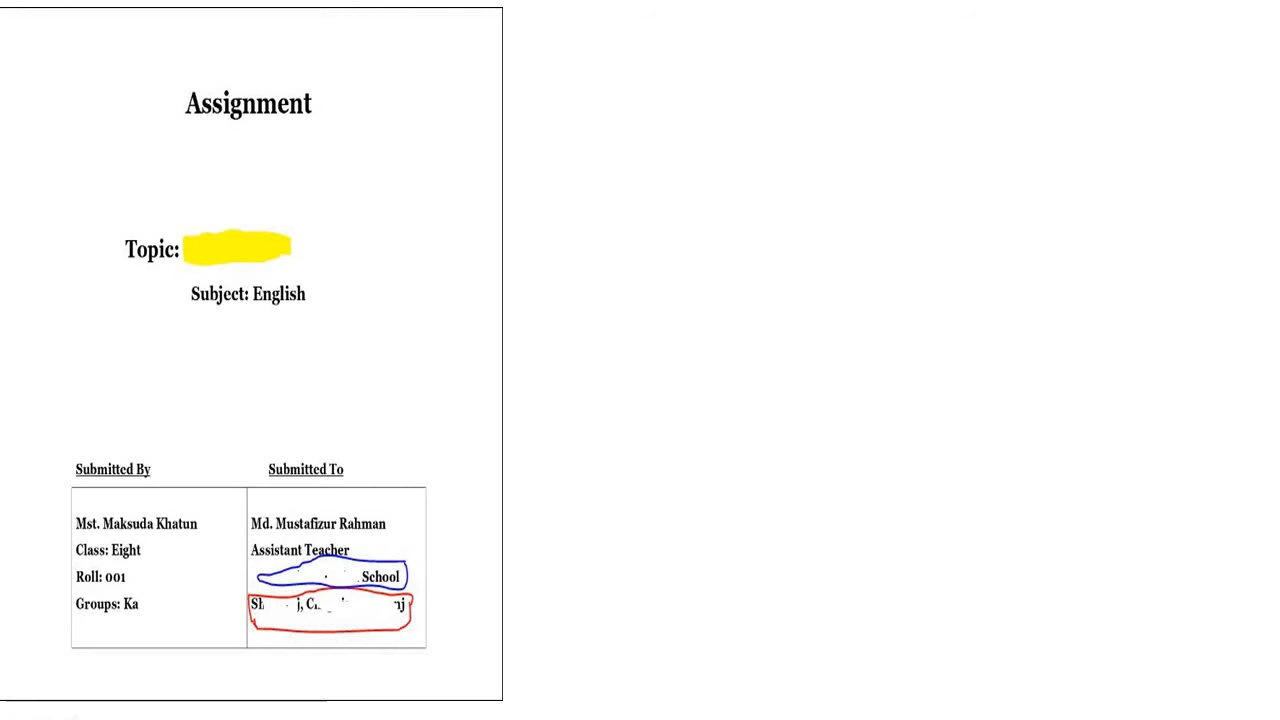 Assignment
Topic:
Subject: English
Submitted By
Submitted To
Mst. Maksuda Khatun
Md. Mustafizur Rahman
Class: Eight
Assistant Teacher
Roll: 001
School
Groups: Ka